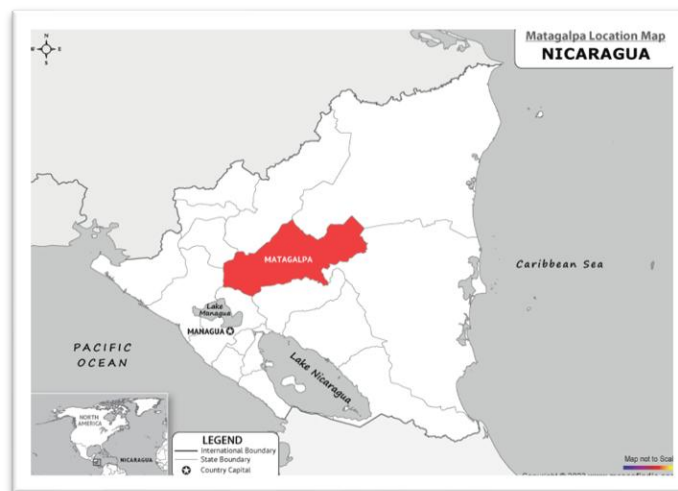 Matagalpa Location Map
NICARAGUA
N
E
S
MATAGALPA
Caribbean Sea
Lake
Managua
MANAGUA
PACIFIC
OCEAN
Lake Nicaragua
NORTH
AMERICA
NICARAGUA
LEGEND
International Boundary
State Boundary
Country Capital
Map not to Scal